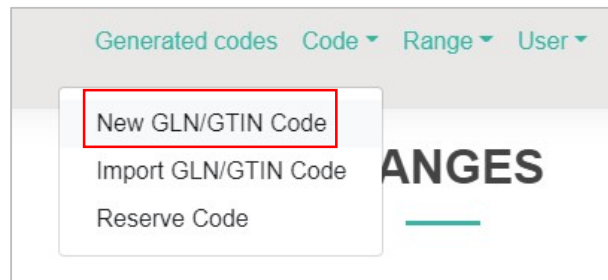 Generated codes Code Range User
New GLN/GTIN Code
Import GLN/GTIN Code
ANGES
Reserve Code